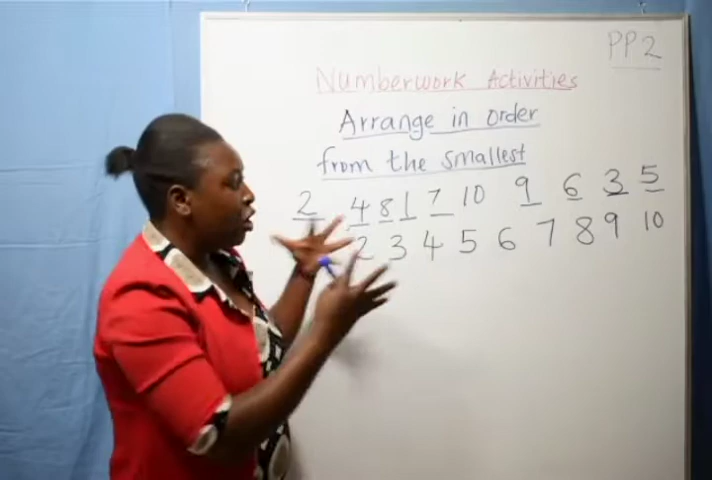 PP2
Numberwork Activities
Arrange in order
from the smallest
2 4 8 1 7 10 9 6 3 5
2 3 4 5 6 7 8 9 10